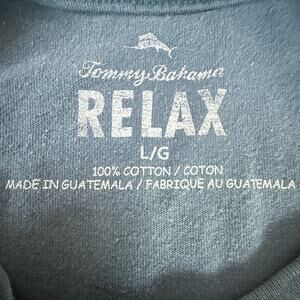 Tommy Bahama
RELAX
L/G
100% COTTON / COTON
MADE IN GUATEMALA / FABRIQUÉ AU GUATEMALA